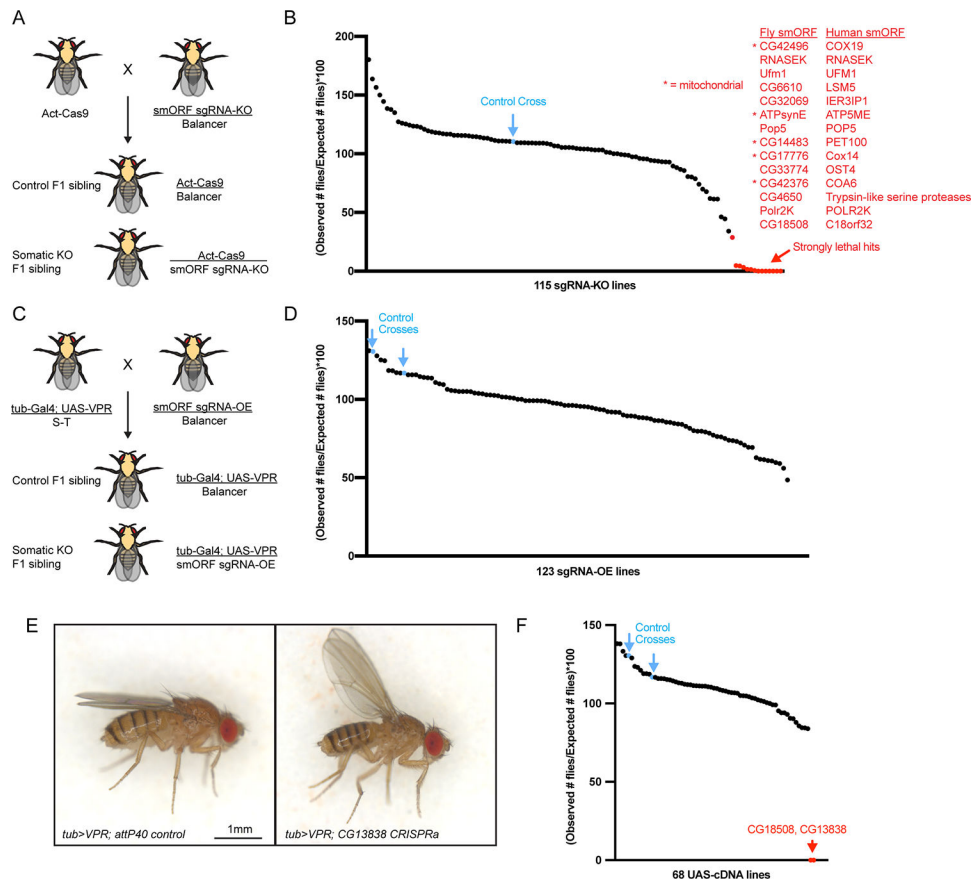 A
X
Act-Cas9
smORF sgRNA-KO
Balancer
Control F1 sibling
Act-Cas9
Balancer
Somatic KO
F1 sibling
Act-Cas9
smORF sgRNA-KO
B
(Observed # flies/Expected # flies)*100
200
150
100
50
0
Control Cross
* = mitochondrial
Fly smORF Human smORF
* CG42496 COX19
RNASEK RNASEK
Ufm1 UFM1
CG6610 LSM5
CG32069 IER3IP1
* ATPsynE ATP5ME
Pop5 POP5
* CG14483 PET100
* CG17776 Cox14
CG33774 OST4
* CG42376 COA6
CG4650 Trypsin-like serine proteases
Polr2K POLR2K
CG18508 C18orf32
Strongly lethal hits
115 sgRNA-KO lines
C
X
tub-Gal4; UAS-VPR
S-T
smORF sgRNA-OE
Balancer
Control F1 sibling
tub-Gal4; UAS-VPR
Balancer
Somatic KO
F1 sibling
tub-Gal4; UAS-VPR
smORF sgRNA-OE
D
(Observed # flies/Expected # flies)*100
150
100
50
0
Control
Crosses
123 sgRNA-OE lines
E
tub>VPR; attP40 control
1mm
tub>VPR; CG13838 CRISPRa
F
(Observed # flies/Expected # flies)*100
150
100
50
0
Control
Crosses
CG18508, CG13838
68 UAS-cDNA lines